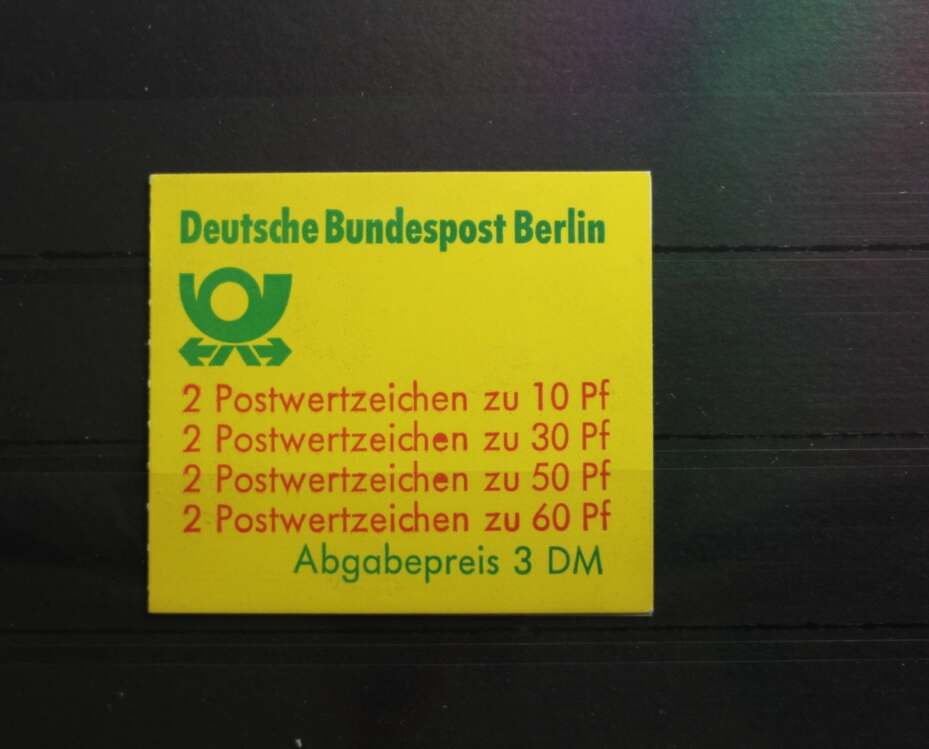 Deutsche Bundespost Berlin
2 Postwertzeichen zu 10 Pf
2 Postwertzeichen zu 30 Pf
2 Postwertzeichen zu 50 Pf
2 Postwertzeichen zu 60 Pf
Abgabepreis 3 DM